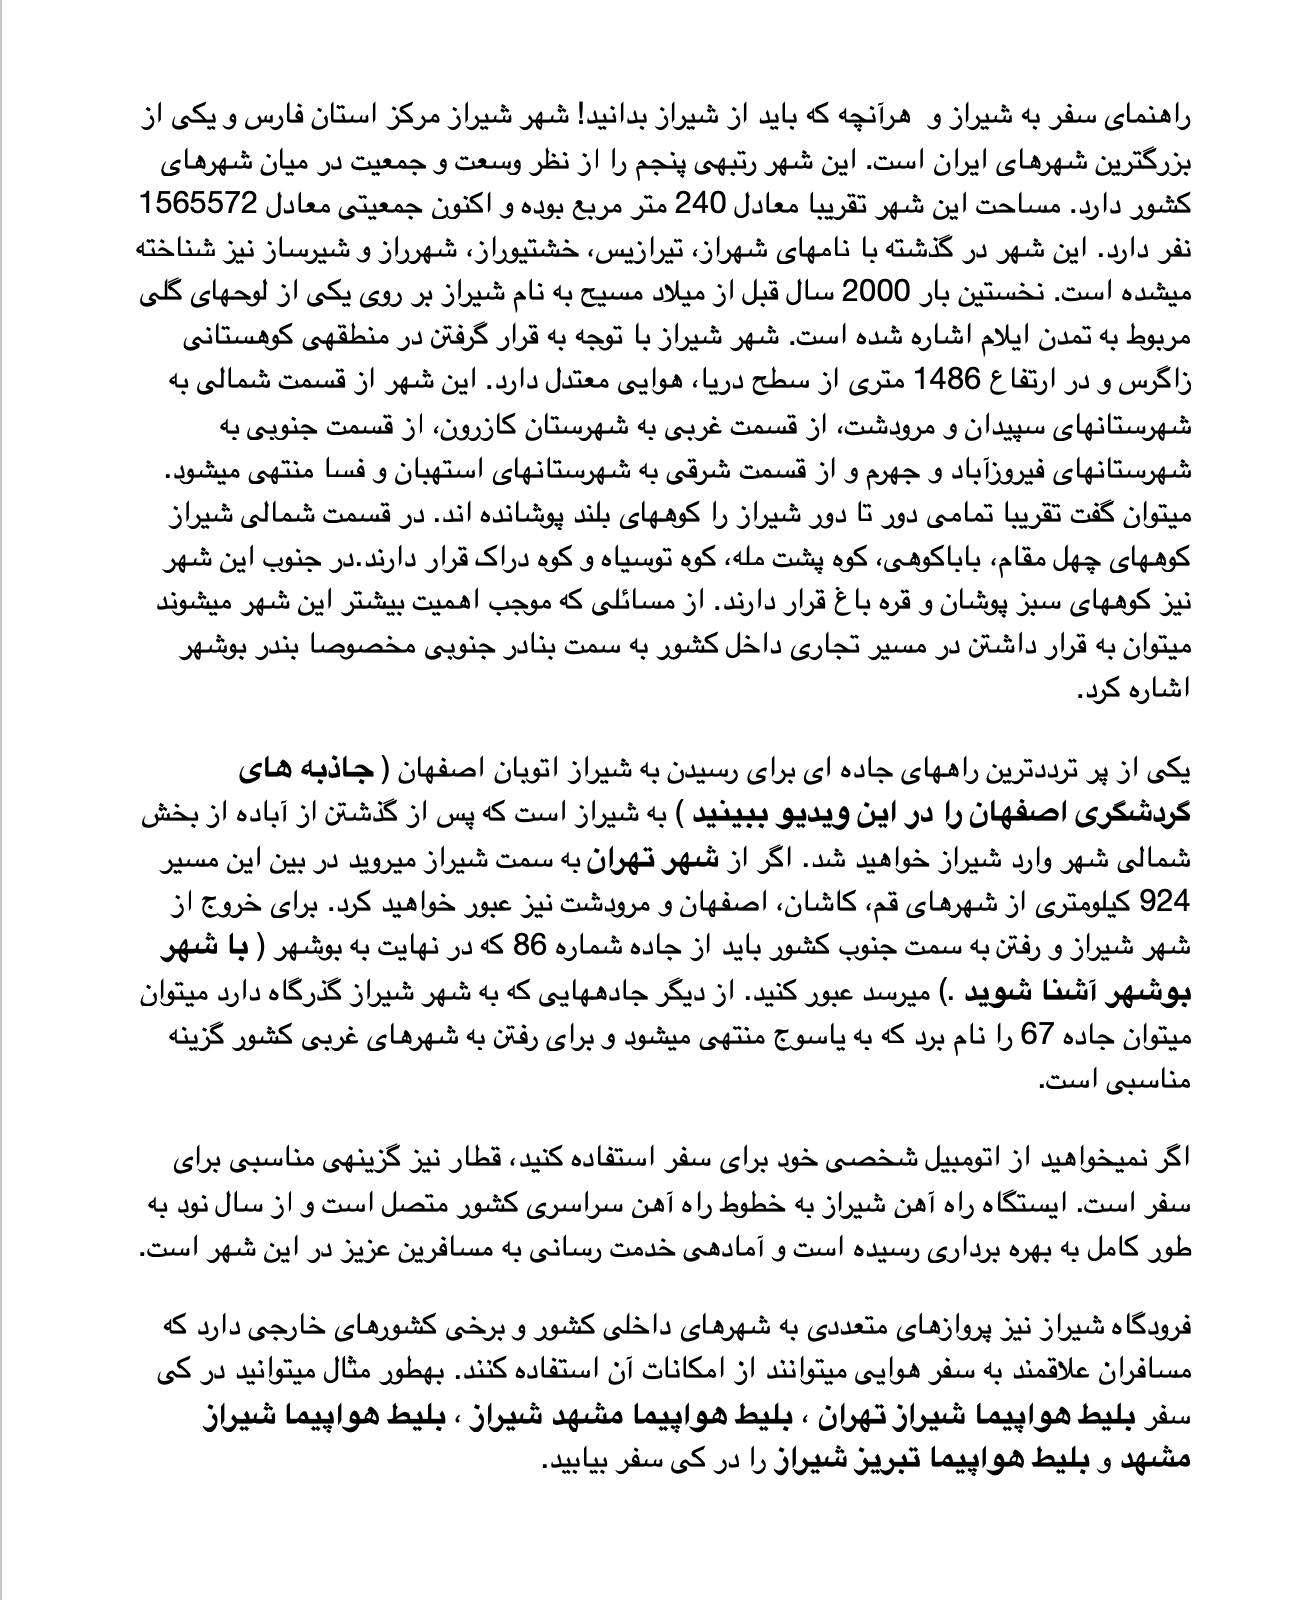 راهنمای سفر به شیراز و  هرآنچه که باید از شیراز بدانید! شهر شیراز مرکز استان فارس و یکی از
بزرگترین شهرهای ایران است. این شهر رتبهی پنجم را از نظر وسعت و جمعیت در میان شهرهای
کشور دارد. مساحت این شهر تقریبا معادل 240 متر مربع بوده و اکنون جمعیتی معادل 1565572
نفر دارد. این شهر در گذشته با نامهای شهراز، تیرازیس، خشتیوراز، شهرراز و شیرساز نیز شناخته
میشده است. نخستین بار 2000 سال قبل از میلاد مسیح به نام شیراز بر روی یکی از لوحهای گلی
مربوط به تمدن ایلام اشاره شده است. شهر شیراز با توجه به قرار گرفتن در منطقهی کوهستانی
زاگرس و در ارتفاع 1486 متری از سطح دریا، هوایی معتدل دارد. این شهر از قسمت شمالی به
شهرستانهای سپیدان و مرودشت، از قسمت غربی به شهرستان کازرون، از قسمت جنوبی به
شهرستانهای فیروزآباد و جهرم و از قسمت شرقی به شهرستانهای استهبان و فسا منتهی میشود.
میتوان گفت تقریبا تمامی دور تا دور شیراز را کوههای بلند پوشانده اند. در قسمت شمالی شیراز
کوههای چهل مقام، باباکوهی، کوه پشت مله، کوه توسیاه و کوه دراک قرار دارند.در جنوب این شهر
نیز کوههای سبز پوشان و قره باغ قرار دارند. از مسائلی که موجب اهمیت بیشتر این شهر میشوند
میتوان به قرار داشتن در مسیر تجاری داخل کشور به سمت بنادر جنوبی مخصوصا بندر بوشهر
اشاره کرد.
یکی از پر ترددترین راههای جاده ای برای رسیدن به شیراز اتوبان اصفهان ( جاذبه های
گردشگری اصفهان را در این ویدیو ببینید ) به شیراز است که پس از گذشتن از آباده از بخش
شمالی شهر وارد شیراز خواهید شد. اگر از شهر تهران به سمت شیراز میروید در بین این مسیر
924 کیلومتری از شهرهای قم، کاشان، اصفهان و مرودشت نیز عبور خواهید کرد. برای خروج از
شهر شیراز و رفتن به سمت جنوب کشور باید از جاده شماره 86 که در نهایت به بوشهر ( با شهر
بوشهر آشنا شوید .) میرسد عبور کنید. از دیگر جادههایی که به شهر شیراز گذرگاه دارد میتوان
میتوان جاده 67 را نام برد که به یاسوج منتهی میشود و برای رفتن به شهرهای غربی کشور گزینه
مناسبی است.
اگر نمیخواهید از اتومبیل شخصی خود برای سفر استفاده کنید، قطار نیز گزینهی مناسبی برای
سفر است. ایستگاه راه آهن شیراز به خطوط راه آهن سراسری کشور متصل است و از سال نود به
طور کامل به بهره برداری رسیده است و آمادهی خدمت رسانی به مسافرین عزیز در این شهر است.
فرودگاه شیراز نیز پروازهای متعددی به شهرهای داخلی کشور و برخی کشورهای خارجی دارد که
مسافران علاقمند به سفر هوایی میتوانند از امکانات آن استفاده کنند. بهطور مثال میتوانید در کی
سفر بلیط هواپیما شیراز تهران ، بلیط هواپیما مشهد شیراز ، بلیط هواپیما شیراز
مشهد و بلیط هواپیما تبریز شیراز را در کی سفر بیابید.